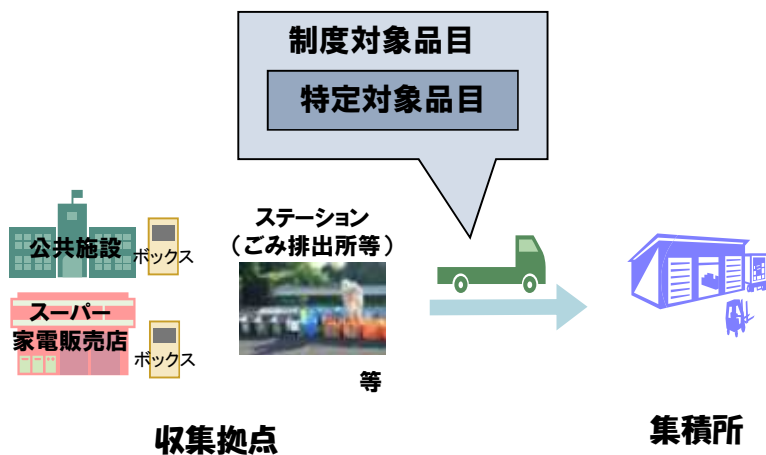 制度対象品目
特定対象品目
公共施設
ボックス
スーパー
家電販売店
ボックス
ステーション
（ごみ排出所等）
等
収集拠点
集積所